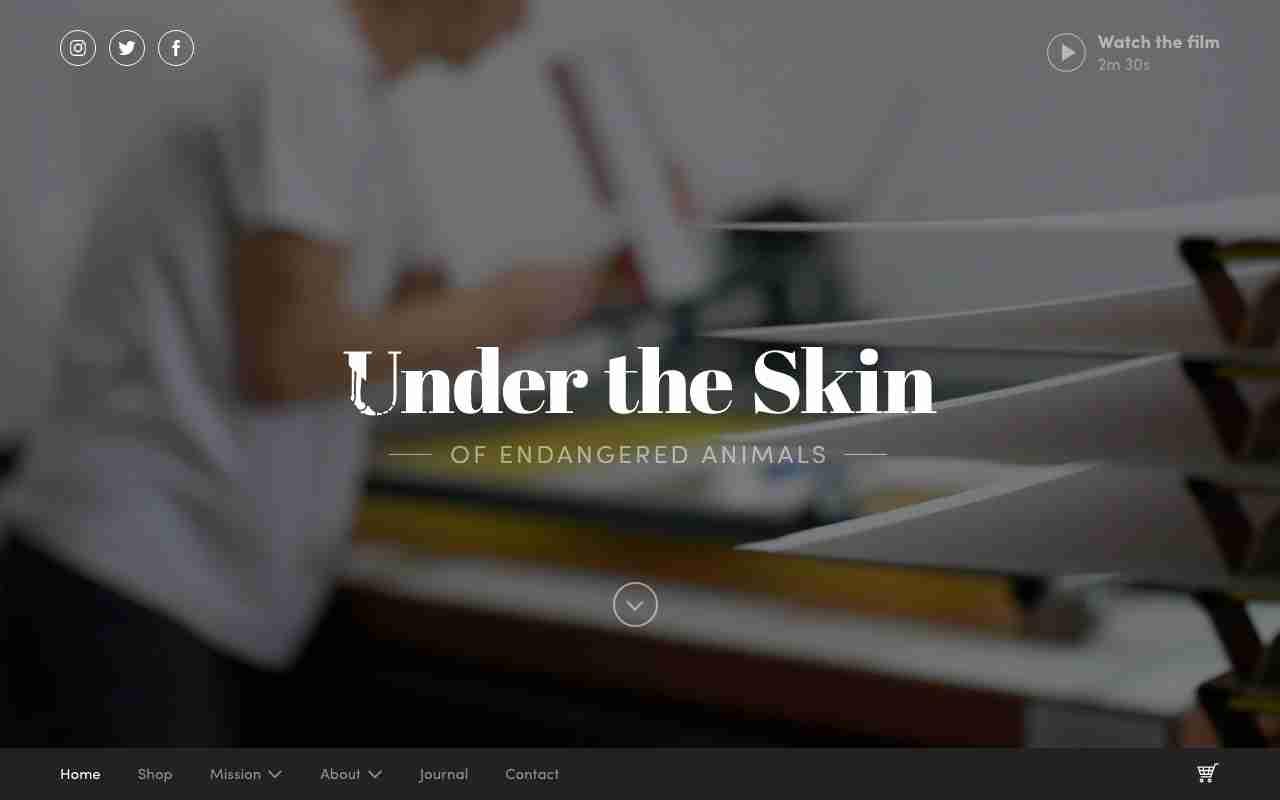 Watch the film
2m 30s
Under the Skin
OF ENDANGERED ANIMALS
Home Shop Mission About Journal Contact